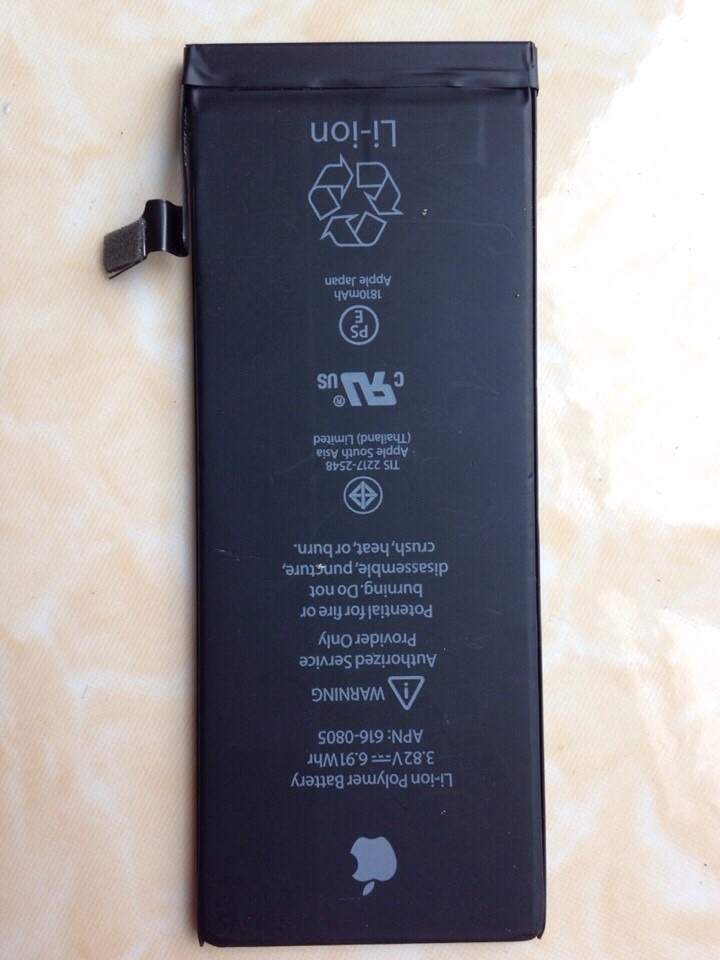 Li-ion Polymer Battery
3.82V⎓6.91Whr
APN: 616-0805
WARNING
Authorized Service
Provider Only
Potential for fire or
burning. Do not
disassemble, puncture,
crush, heat, or burn.
TIS 2217-2548
Apple South Asia
(Thailand) Limited
C RU® US
PS
E
1810mAh
Apple Japan
Li-ion